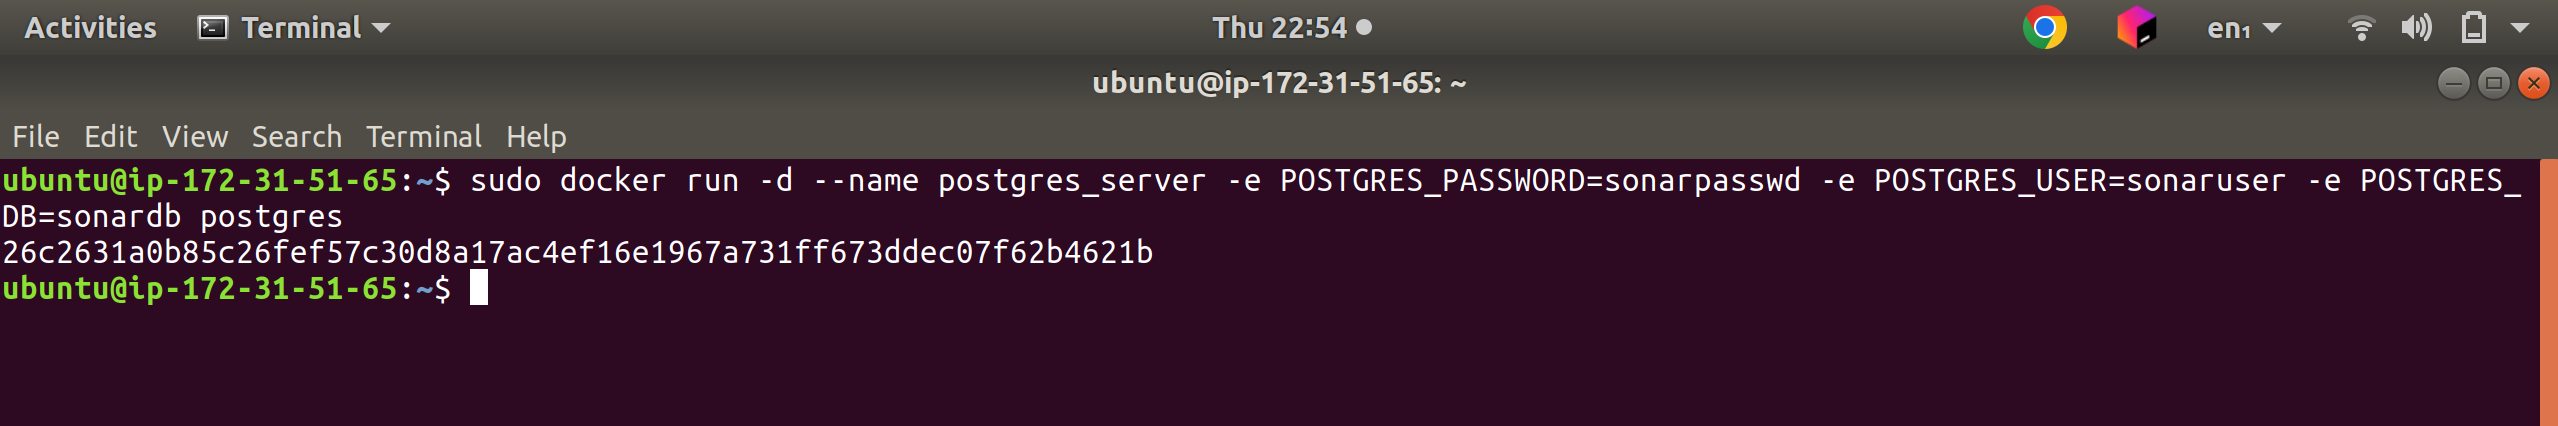 Activities Terminal Thu 22:54 en₁
ubuntu@ip-172-31-51-65: ~
File Edit View Search Terminal Help
ubuntu@ip-172-31-51-65:~$ sudo docker run -d --name postgres_server -e POSTGRES_PASSWORD=sonarpasswd -e POSTGRES_USER=sonaruser -e POSTGRES_
DB=sonardb postgres
26c2631a0b85c26fef57c30d8a17ac4ef16e1967a731ff673ddec07f62b4621b
ubuntu@ip-172-31-51-65:~$